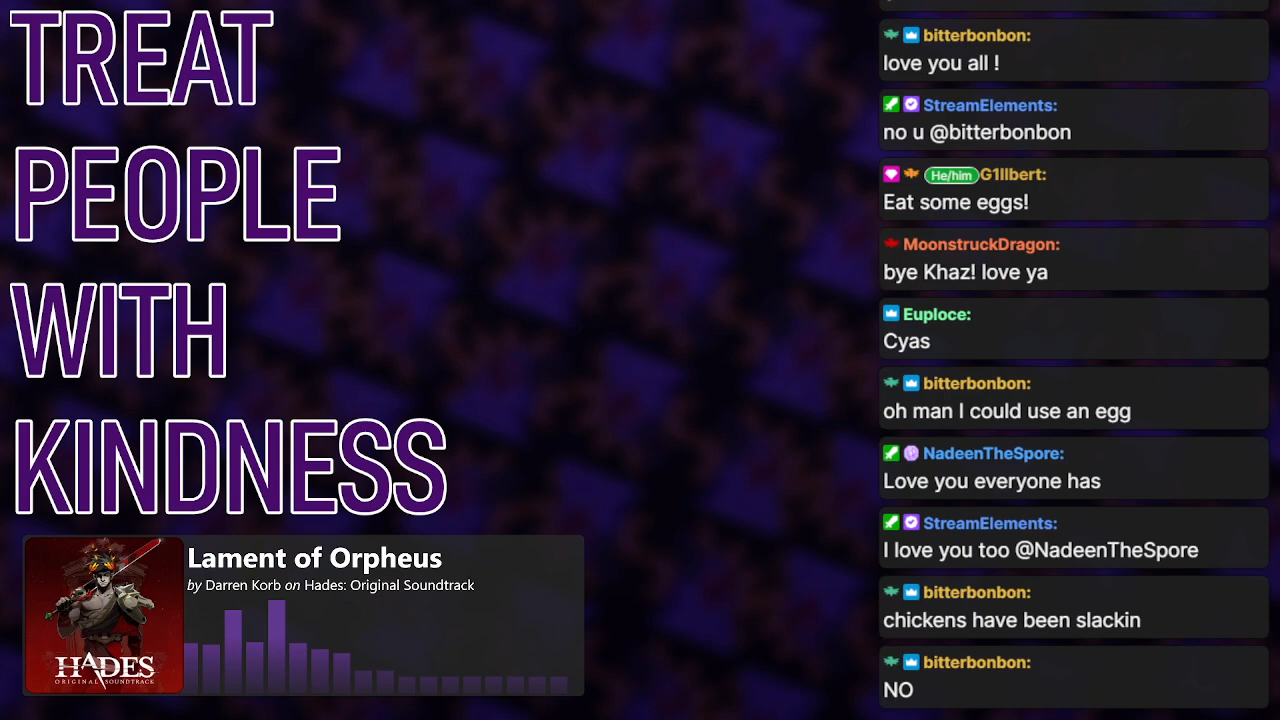 TREAT
PEOPLE
WITH
KINDNESS
Lament of Orpheus
by Darren Korb on Hades: Original Soundtrack
HADES
ORIGINAL SOUNDTRACK
bitterbonbon:
love you all !
StreamElements:
no u @bitterbonbon
He/him G1llbert:
Eat some eggs!
MoonstruckDragon:
bye Khaz! love ya
Euploce:
Cyas
bitterbonbon:
oh man I could use an egg
NadeenTheSpore:
Love you everyone has
StreamElements:
I love you too @NadeenTheSpore
bitterbonbon:
chickens have been slackin
bitterbonbon:
NO